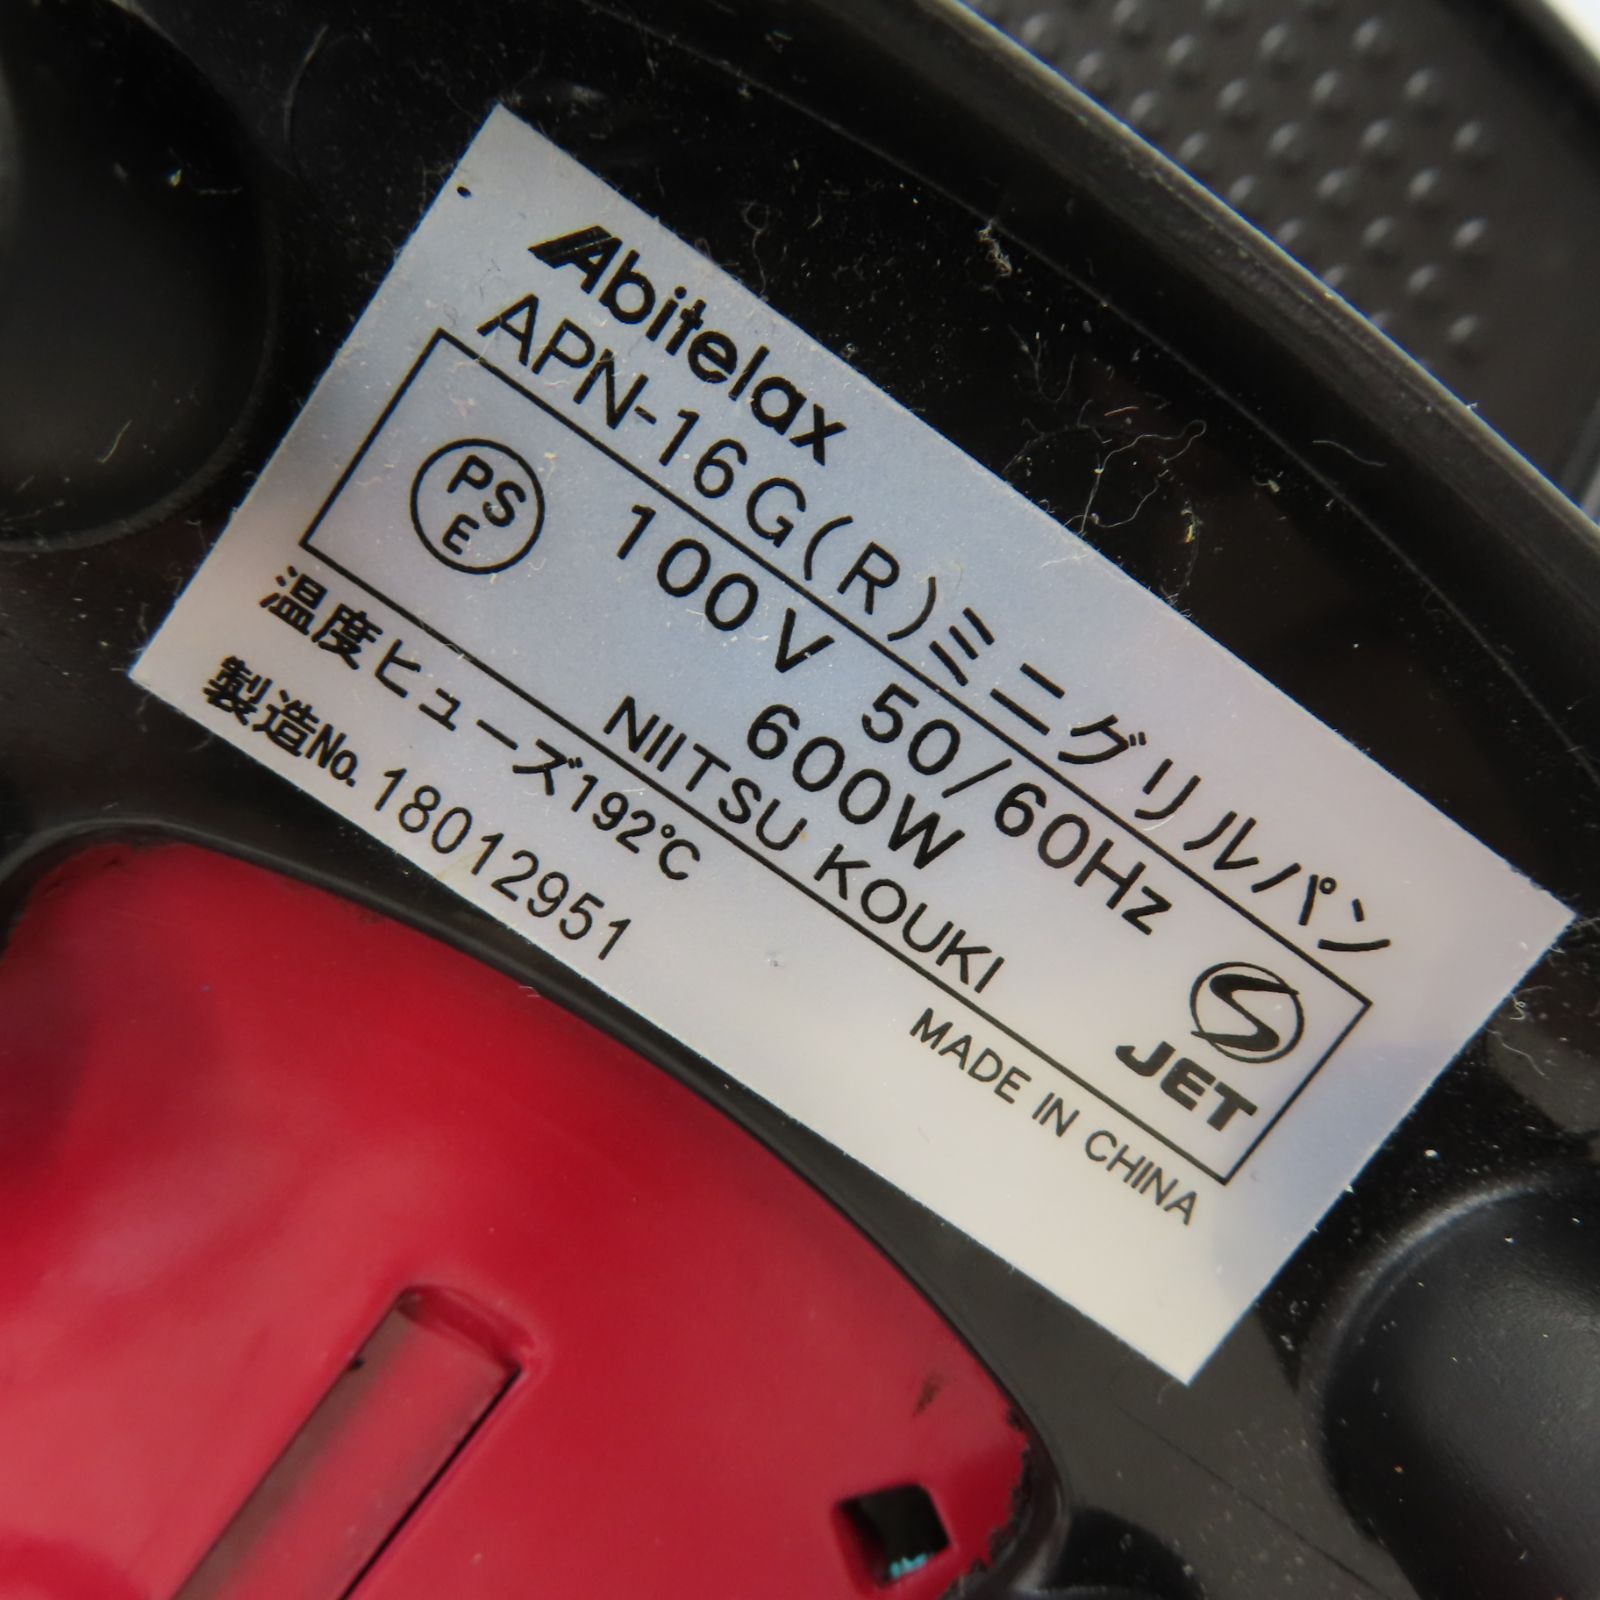 Abitelax
APN-16G(R)ミニグリルパン
PS
E
100V 50/60Hz
600W
NIITSU KOUKI
S
JET
温度ヒューズ192℃
MADE IN CHINA
製造No. 18012951